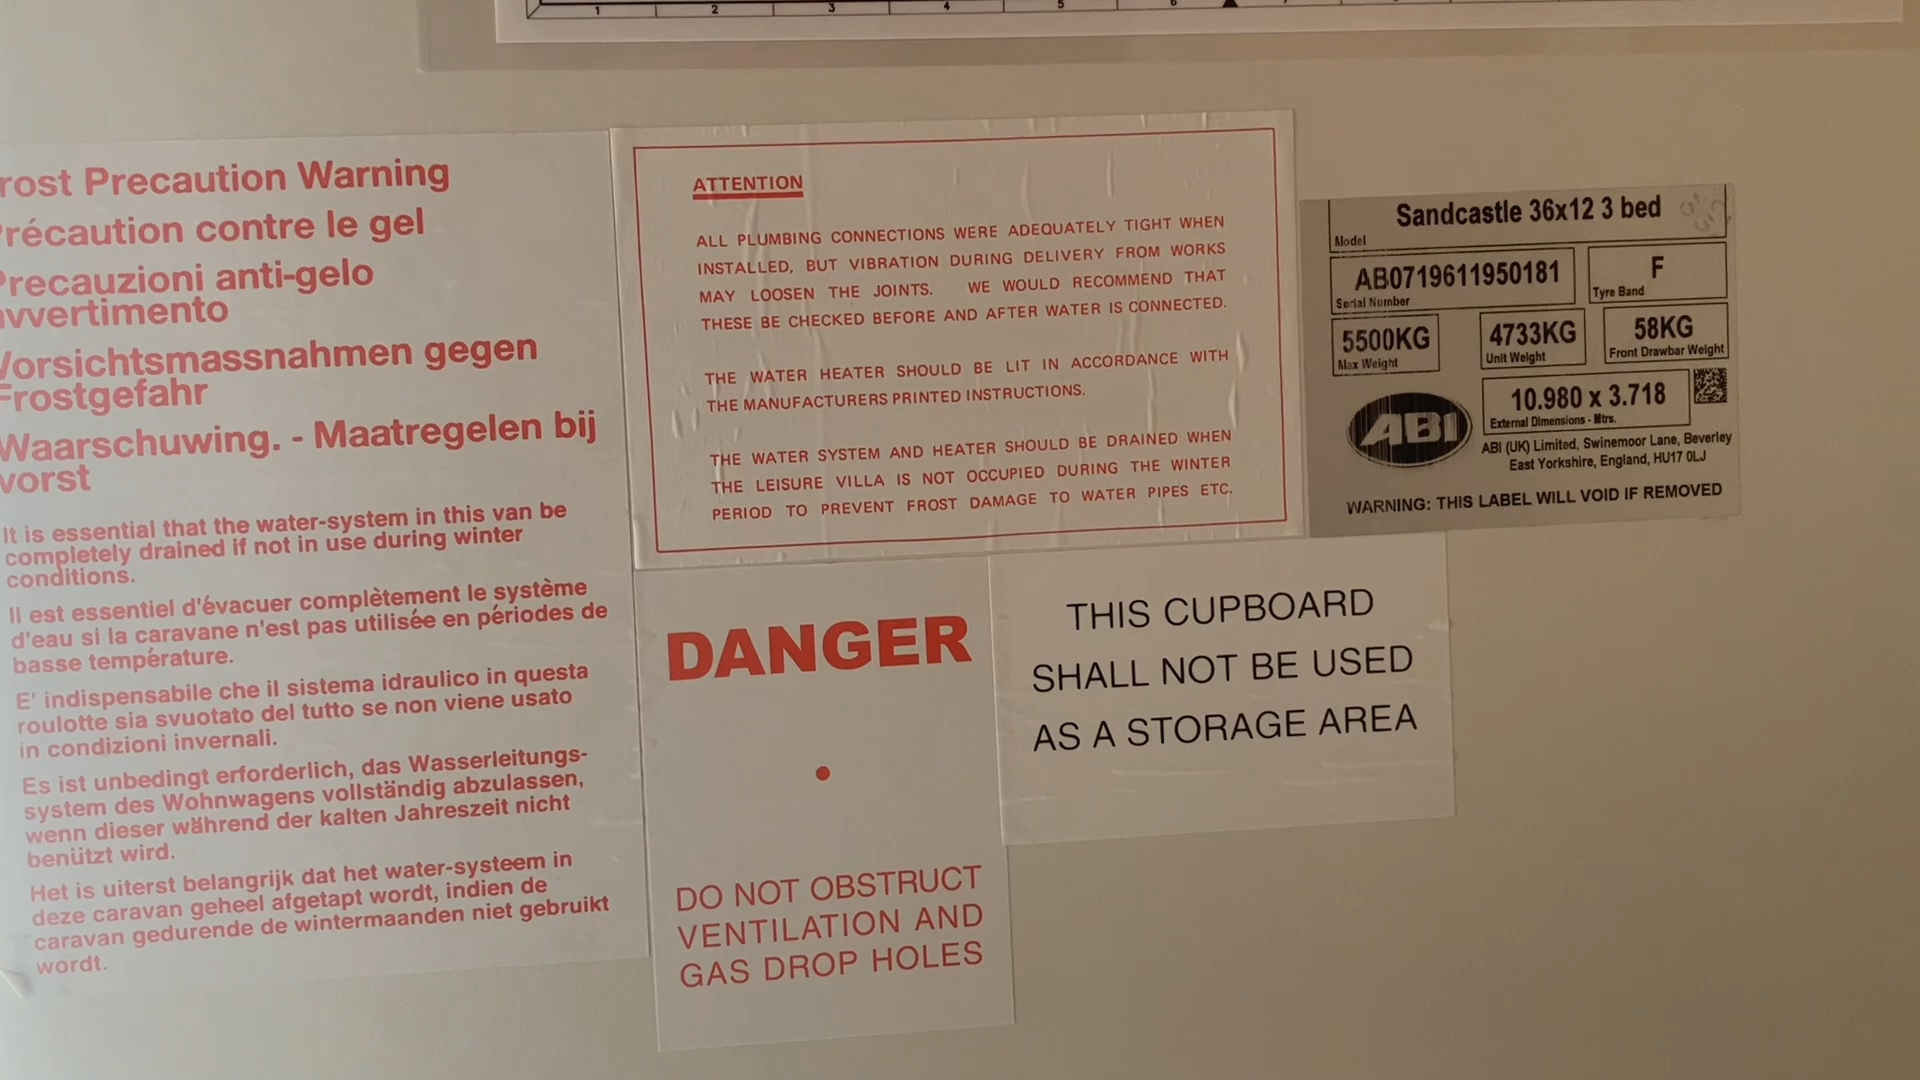 1 2 3 4 5 6
rost Precaution Warning
récaution contre le gel
recauzioni anti-gelo
vvertimento
Vorsichtsmassnahmen gegen
Frostgefahr
Waarschuwing. - Maatregelen bij
vorst
It is essential that the water-system in this van be
completely drained if not in use during winter
conditions.
Il est essentiel d'évacuer complètement le système
d'eau si la caravane n'est pas utilisée en périodes de
basse température.
E' indispensabile che il sistema idraulico in questa
roulotte sia svuotato del tutto se non viene usato
in condizioni invernali.
Es ist unbedingt erforderlich, das Wasserleitungs-
system des Wohnwagens vollständig abzulassen,
wenn dieser während der kalten Jahreszeit nicht
benützt wird.
Het is uiterst belangrijk dat het water-systeem in
deze caravan geheel afgetapt wordt, indien de
caravan gedurende de wintermaanden niet gebruikt
wordt.
ATTENTION
ALL PLUMBING CONNECTIONS WERE ADEQUATELY TIGHT WHEN
INSTALLED, BUT VIBRATION DURING DELIVERY FROM WORKS
MAY LOOSEN THE JOINTS. WE WOULD RECOMMEND THAT
THESE BE CHECKED BEFORE AND AFTER WATER IS CONNECTED.
THE WATER HEATER SHOULD BE LIT IN ACCORDANCE WITH
THE MANUFACTURERS PRINTED INSTRUCTIONS.
THE WATER SYSTEM AND HEATER SHOULD BE DRAINED WHEN
THE LEISURE VILLA IS NOT OCCUPIED DURING THE WINTER
PERIOD TO PREVENT FROST DAMAGE TO WATER PIPES ETC.
Sandcastle 36x12 3 bed
Model
AB0719611950181
Serial Number
F
Tyre Band
5500KG
Max Weight
4733KG
Unit Weight
58KG
Front Drawbar Weight
10.980 x 3.718
External Dimensions - Mtrs.
ABI
ABI (UK) Limited, Swinemoor Lane, Beverley
East Yorkshire, England, HU17 0LJ
WARNING: THIS LABEL WILL VOID IF REMOVED
DANGER
DO NOT OBSTRUCT
VENTILATION AND
GAS DROP HOLES
THIS CUPBOARD
SHALL NOT BE USED
AS A STORAGE AREA